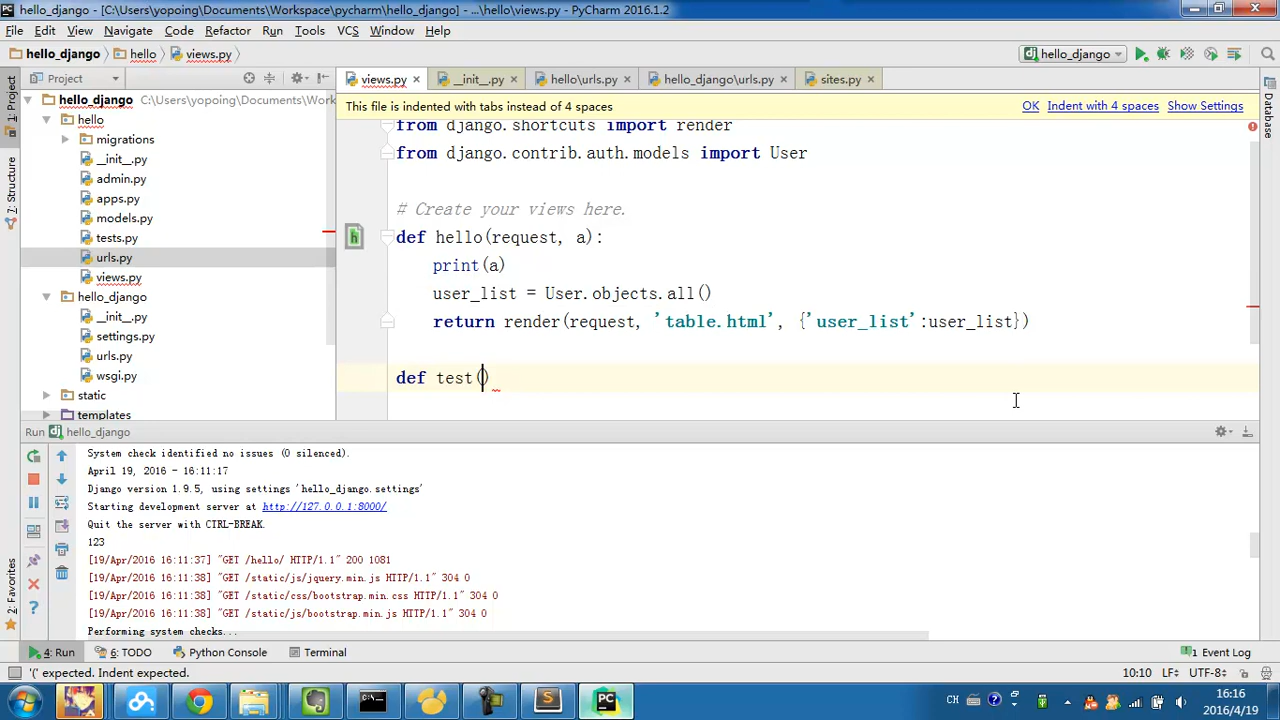 hello_django - [C:\Users\yopoing\Documents\Workspace\pycharm\hello_django] - ...\hello\views.py - PyCharm 2016.1.2
File Edit View Navigate Code Refactor Run Tools VCS Window Help
hello_django hello views.py hello_django
Project views.py __init__.py hello\urls.py hello_django\urls.py sites.py
1: Project
7: Structure
2: Favorites
Database
hello_django C:\Users\yopoing\Documents\Work
hello
migrations
__init__.py
admin.py
apps.py
models.py
tests.py
urls.py
views.py
hello_django
__init__.py
settings.py
urls.py
wsgi.py
static
templates
This file is indented with tabs instead of 4 spaces OK Indent with 4 spaces Show Settings
from django.shortcuts import render
from django.contrib.auth.models import User
# Create your views here.
def hello(request, a):
print(a)
user_list = User.objects.all()
return render(request, 'table.html', {'user_list':user_list})
def test()
Run hello_django
System check identified no issues (0 silenced).
April 19, 2016 - 16:11:17
Django version 1.9.5, using settings 'hello_django.settings'
Starting development server at http://127.0.0.1:8000/
Quit the server with CTRL-BREAK.
123
[19/Apr/2016 16:11:37] "GET /hello/ HTTP/1.1" 200 1081
[19/Apr/2016 16:11:38] "GET /static/js/jquery.min.js HTTP/1.1" 304 0
[19/Apr/2016 16:11:38] "GET /static/css/bootstrap.min.css HTTP/1.1" 304 0
[19/Apr/2016 16:11:38] "GET /static/js/bootstrap.min.js HTTP/1.1" 304 0
Performing system checks...
4: Run 6: TODO Python Console Terminal 1 Event Log
'(' expected. Indent expected. 10:10 LF UTF-8
CH 16:16
2016/4/19